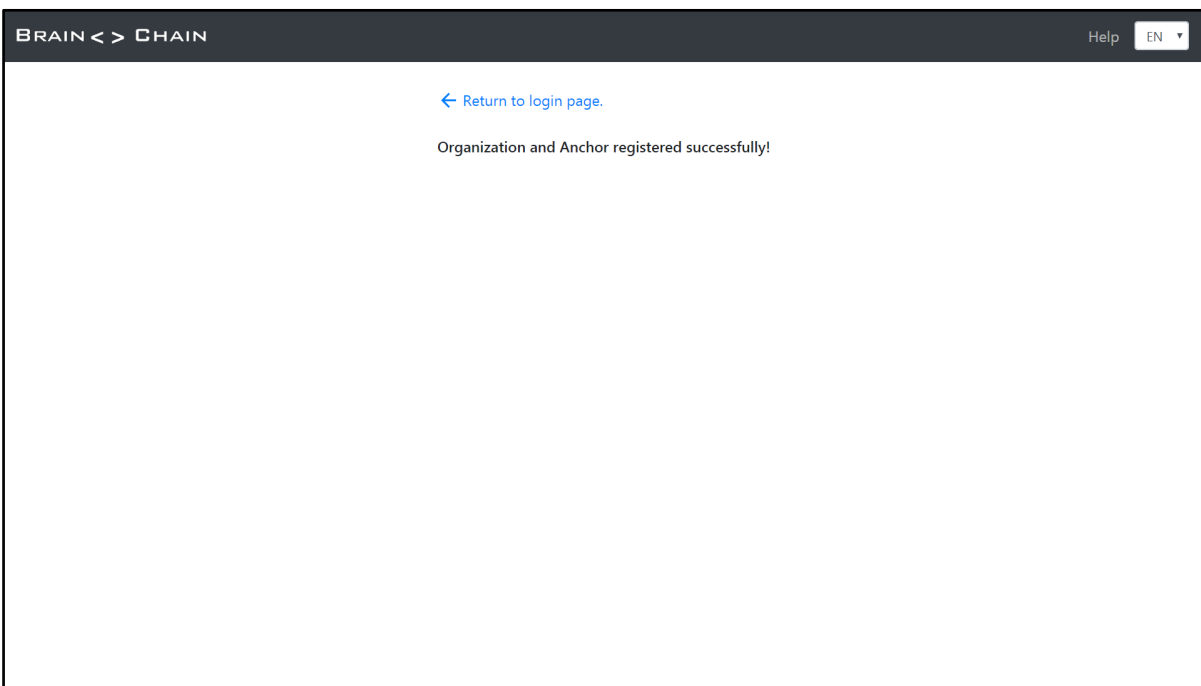 BRAIN < > CHAIN
Help
EN
Return to login page.
Organization and Anchor registered successfully!